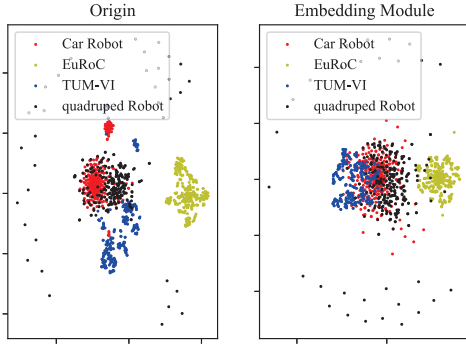 Origin
Car Robot
EuRoC
TUM-VI
quadruped Robot
Embedding Module
Car Robot
EuRoC
TUM-VI
quadruped Robot